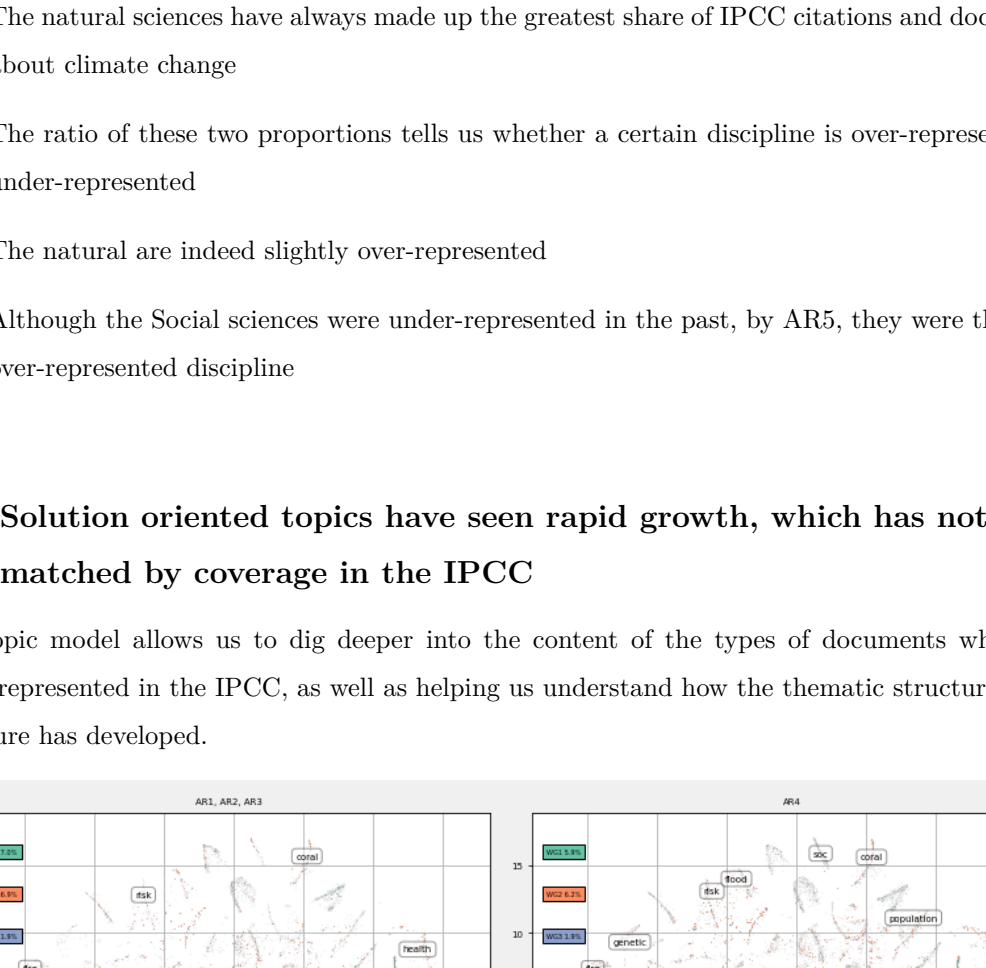 The natural sciences have always made up the greatest share of IPCC citations and doc
about climate change
The ratio of these two proportions tells us whether a certain discipline is over-represe
under-represented
The natural are indeed slightly over-represented
Although the Social sciences were under-represented in the past, by AR5, they were th
over-represented discipline
Solution oriented topics have seen rapid growth, which has not
matched by coverage in the IPCC
opic model allows us to dig deeper into the content of the types of documents wh
represented in the IPCC, as well as helping us understand how the thematic structur
ure has developed.
AR1, AR2, AR3
7.0%
6.9%
1.9%
coral
risk
health
AR4
15
10
WG1 5.9%
WG2 6.2%
WG3 1.9%
soc
coral
flood
risk
population
genetic